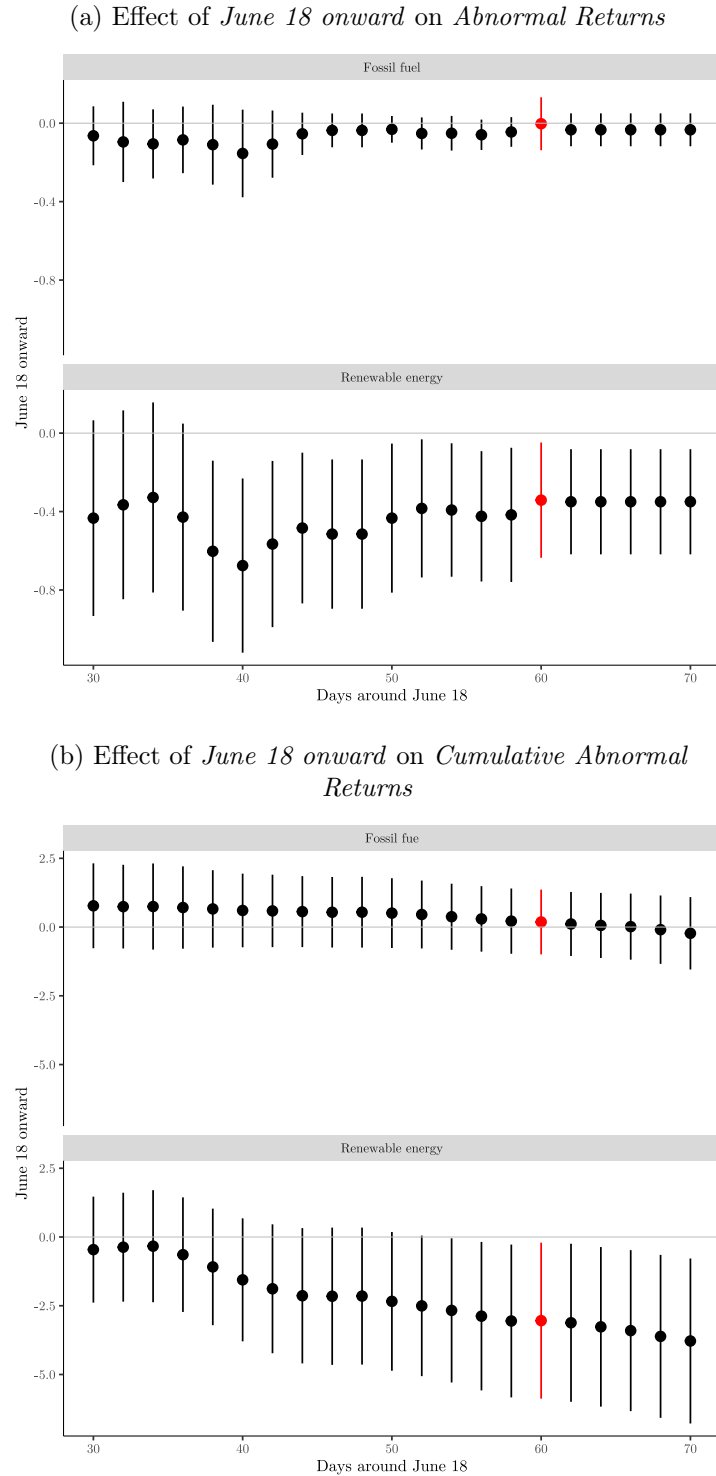 (a) Effect of June 18 onward on Abnormal Returns
Fossil fuel
0.0
-0.4
-0.8
Renewable energy
0.0
-0.4
-0.8
June 18 onward
30
40
50
60
70
Days around June 18
(b) Effect of June 18 onward on Cumulative Abnormal
Returns
Fossil fue
2.5
0.0
-2.5
-5.0
Renewable energy
2.5
0.0
-2.5
-5.0
June 18 onward
30
40
50
60
70
Days around June 18